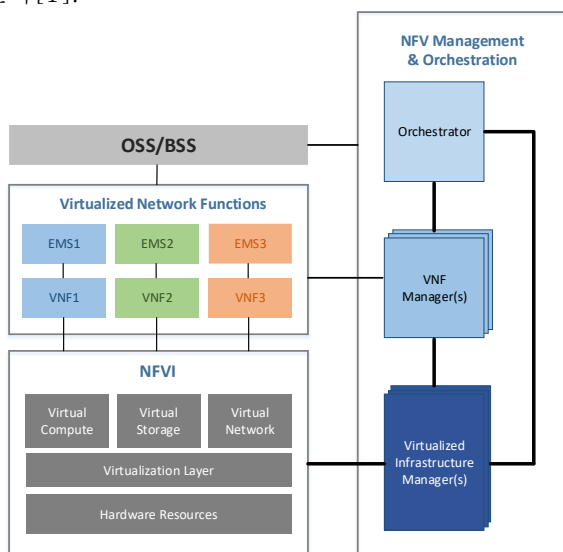 [1].
NFV Management
& Orchestration
Orchestrator
OSS/BSS
Virtualized Network Functions
EMS1
EMS2
EMS3
VNF1
VNF2
VNF3
VNF
Manager(s)
NFVI
Virtual
Compute
Virtual
Storage
Virtual
Network
Virtualization Layer
Hardware Resources
Virtualized
Infrastructure
Manager(s)